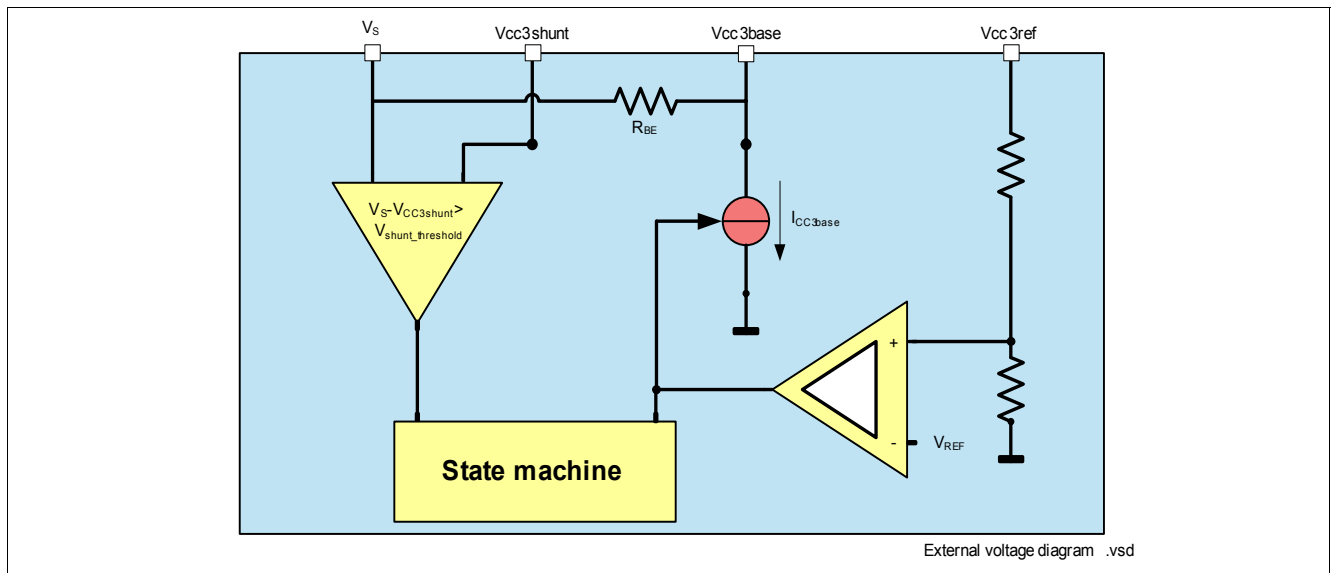 VS
Vcc3shunt
Vcc3base
Vcc3ref
RBE
VS-VCC3shunt>
Vshunt_threshold
ICC3base
+
-
VREF
State machine
External voltage diagram .vsd